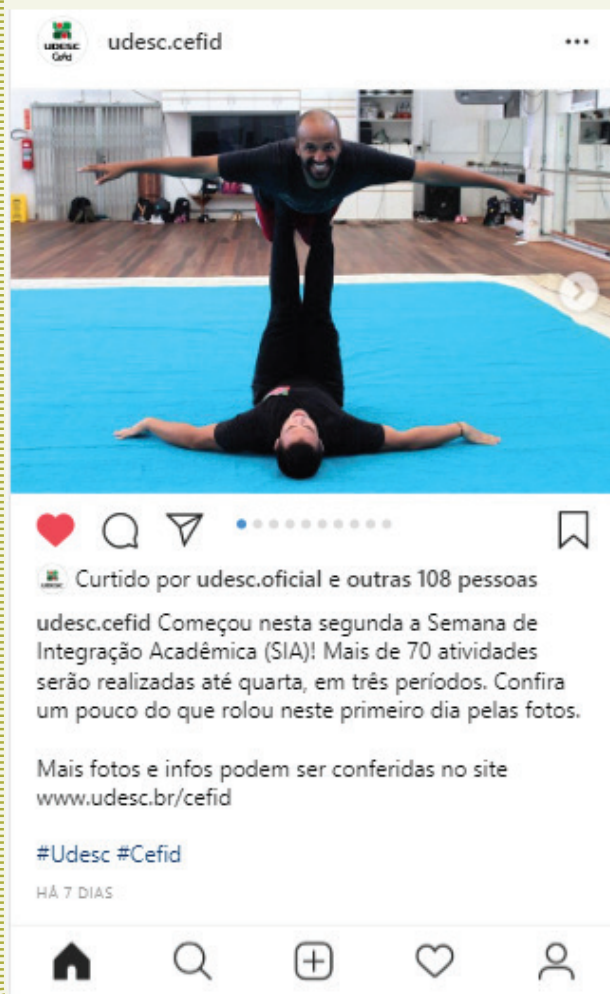 UDESC
Cefid
udesc.cefid
UDESC
Curtido por udesc.oficial e outras 108 pessoas
udesc.cefid Começou nesta segunda a Semana de
Integração Acadêmica (SIA)! Mais de 70 atividades
serão realizadas até quarta, em três períodos. Confira
um pouco do que rolou neste primeiro dia pelas fotos.
Mais fotos e infos podem ser conferidas no site
www.udesc.br/cefid
#Udesc #Cefid
HÁ 7 DIAS